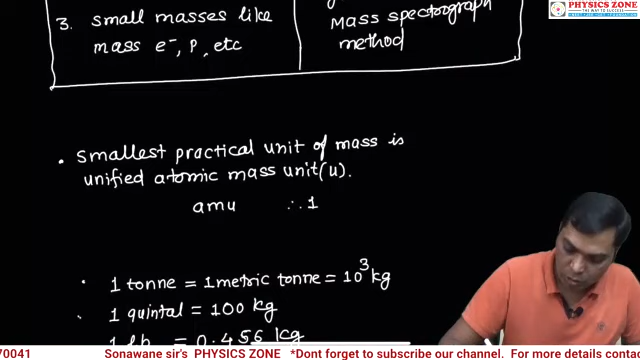 PHYSICS ZONE
3. small masses like
mass e⁻, p, etc
Mass spectrograph
method
• smallest practical unit of mass is
unified atomic mass unit (u).
amu ∴ 1
• 1 tonne = 1 metric tonne = 10³ kg
1 quintal = 100 kg
1 lb = 0.456 kg
70041 Sonawane sir's PHYSICS ZONE *Dont forget to subscribe our channel. For more details conta